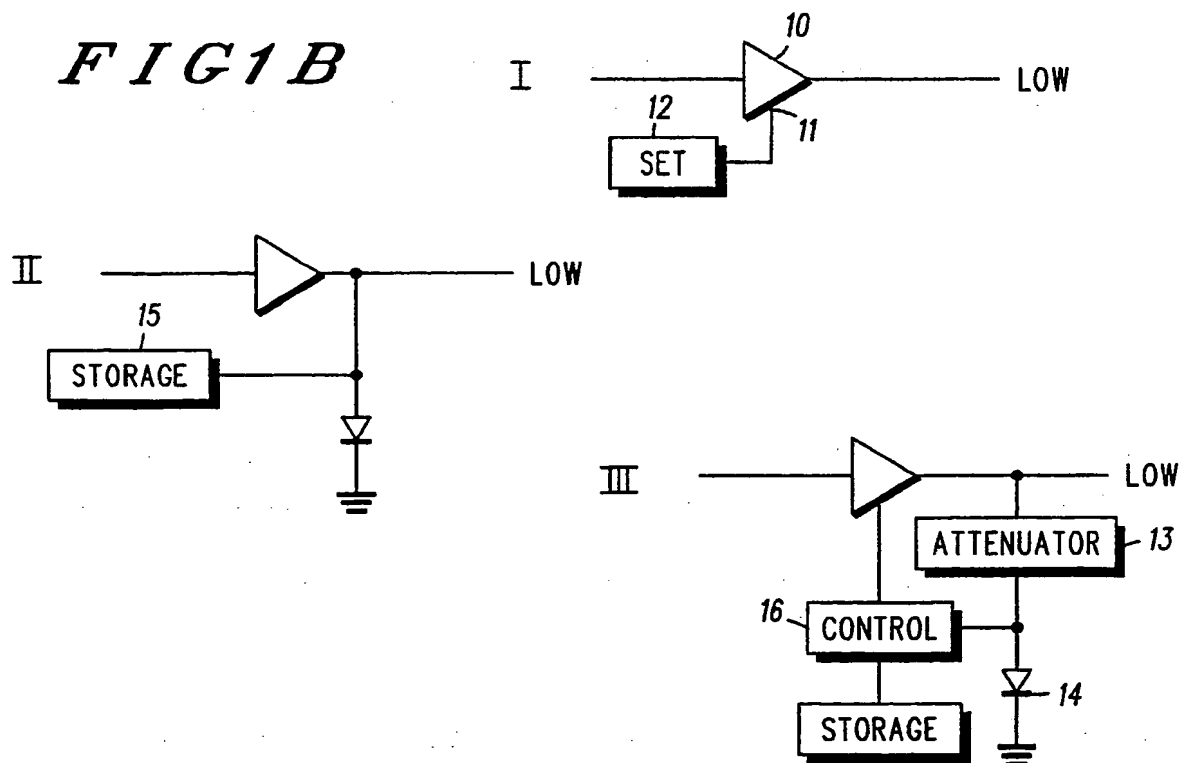 FIG1B
I
10
LOW
11
12
SET
II
LOW
15
STORAGE
III
LOW
ATTENUATOR
13
16
CONTROL
14
STORAGE